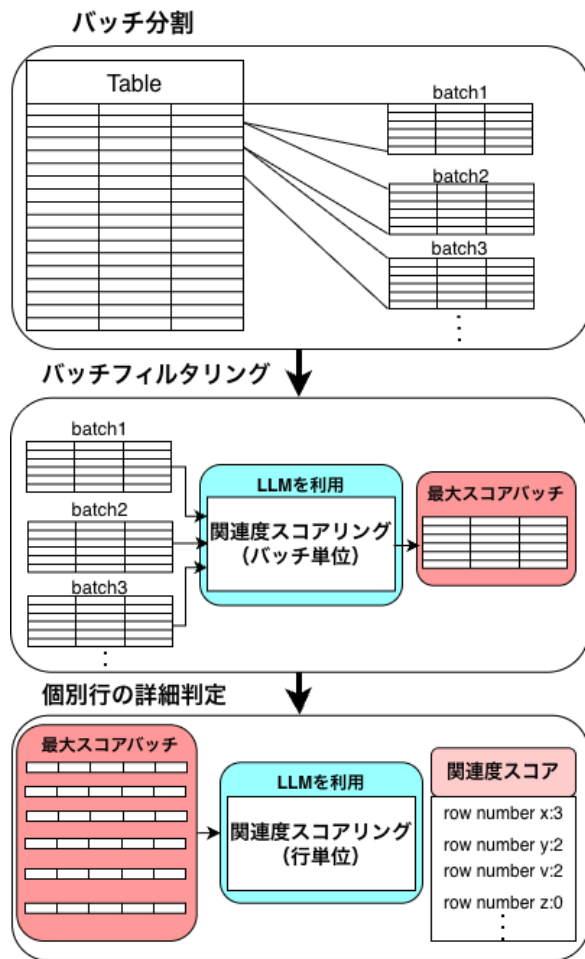 バッチ分割
Table
batch1
batch2
batch3
バッチフィルタリング
batch1
batch2
batch3
LLMを利用
関連度スコアリング
(バッチ単位)
最大スコアバッチ
個別行の詳細判定
最大スコアバッチ
LLMを利用
関連度スコアリング
(行単位)
関連度スコア
row number x:3
row number y:2
row number v:2
row number z:0